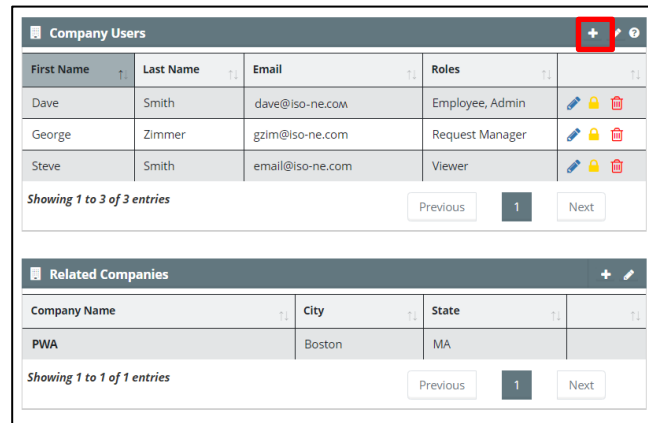 Company Users
First Name Last Name Email Roles
Dave Smith dave@iso-ne.coм Employee, Admin
George Zimmer gzim@iso-ne.com Request Manager
Steve Smith email@iso-ne.com Viewer
Showing 1 to 3 of 3 entries Previous 1 Next
Related Companies
Company Name City State
PWA Boston MA
Showing 1 to 1 of 1 entries Previous 1 Next